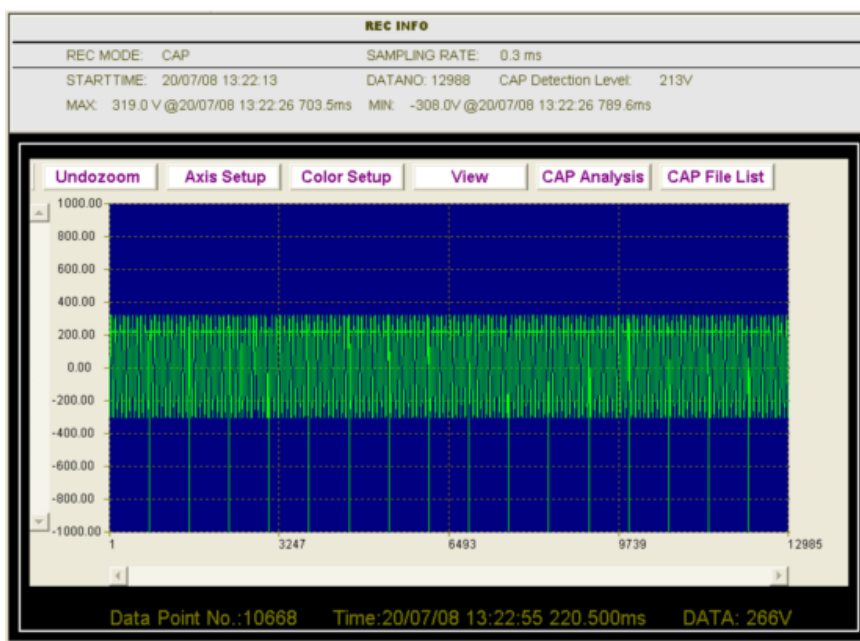 REC INFO
REC MODE: CAP SAMPLING RATE: 0.3 ms
STARTTIME: 20/07/08 13:22:13 DATANO: 12988 CAP Detection Level: 213V
MAX: 319.0 V @20/07/08 13:22:26 703.5ms MIN: -308.0V @20/07/08 13:22:26 789.6ms
Undozoom Axis Setup Color Setup View CAP Analysis CAP File List
1000.00
800.00
600.00
400.00
200.00
0.00
-200.00
-400.00
-600.00
-800.00
-1000.00
1 3247 6493 9739 12985
Data Point No.:10668 Time:20/07/08 13:22:55 220.500ms DATA: 266V